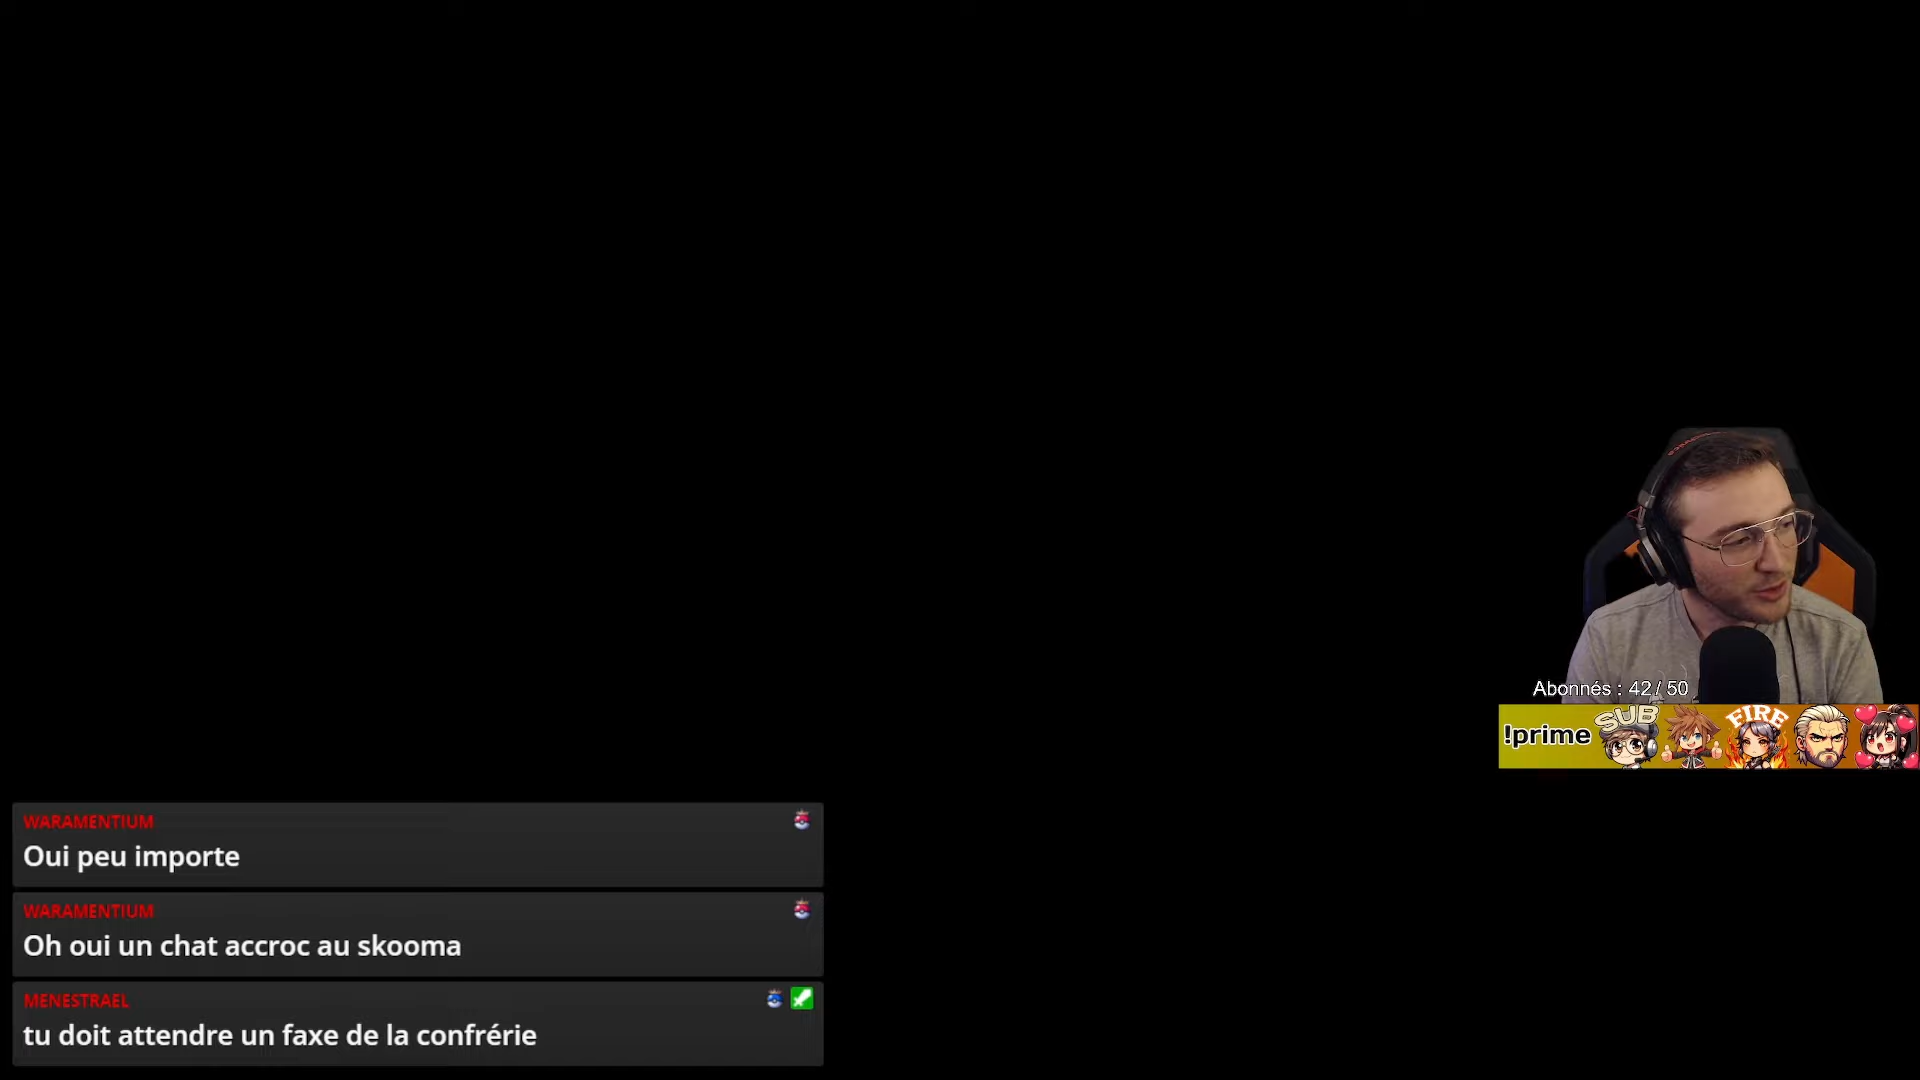 Abonnés : 42 / 50
!prime
SUB
FIRE
WARAMENTIUM
Oui peu importe
WARAMENTIUM
Oh oui un chat accroc au skooma
MENESTRAEL
tu doit attendre un faxe de la confrérie